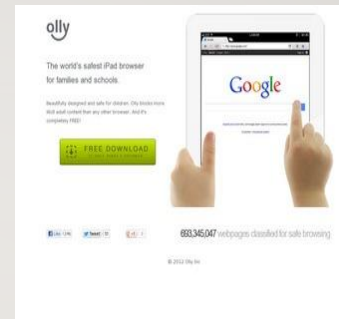 olly
The world's safest iPad browser
for families and schools.
Beautifully designed and safe for children. Olly blocks more
adult content than any other browser. And it's
completely FREE!
FREE DOWNLOAD
Google
Like
Tweet
693,345,047 webpages classified for safe browsing
© 2012 Olly Inc